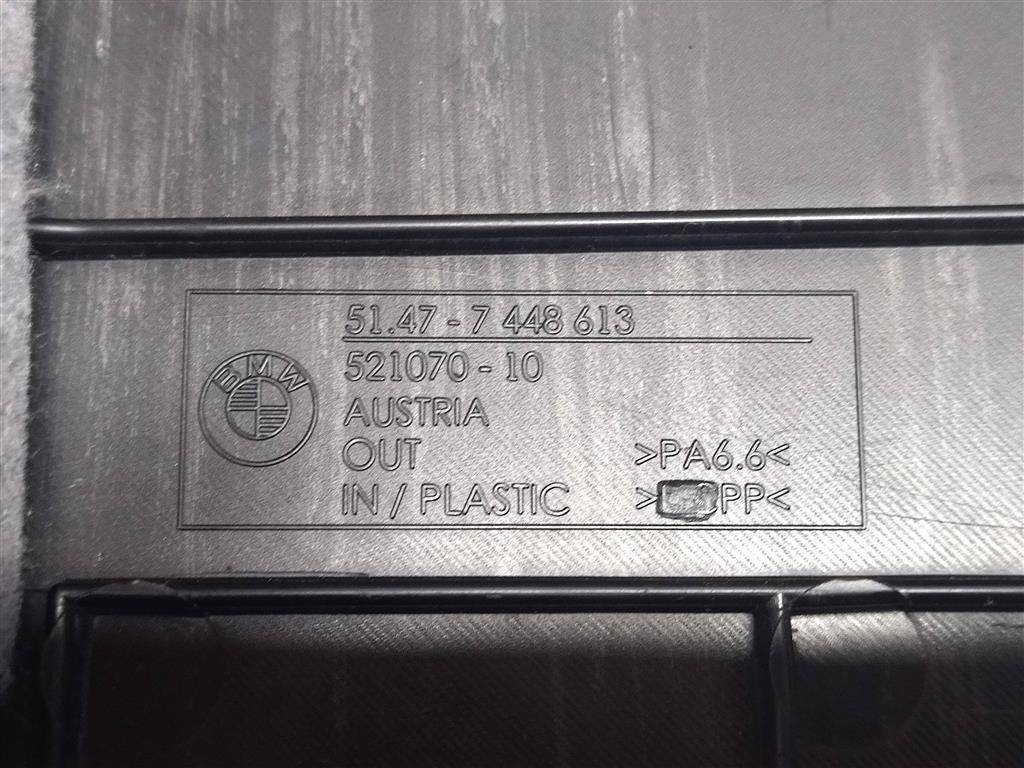 BMW
51.47 - 7 448 613
521070 - 10
AUSTRIA
OUT >PA6.6<
IN / PLASTIC > PP<